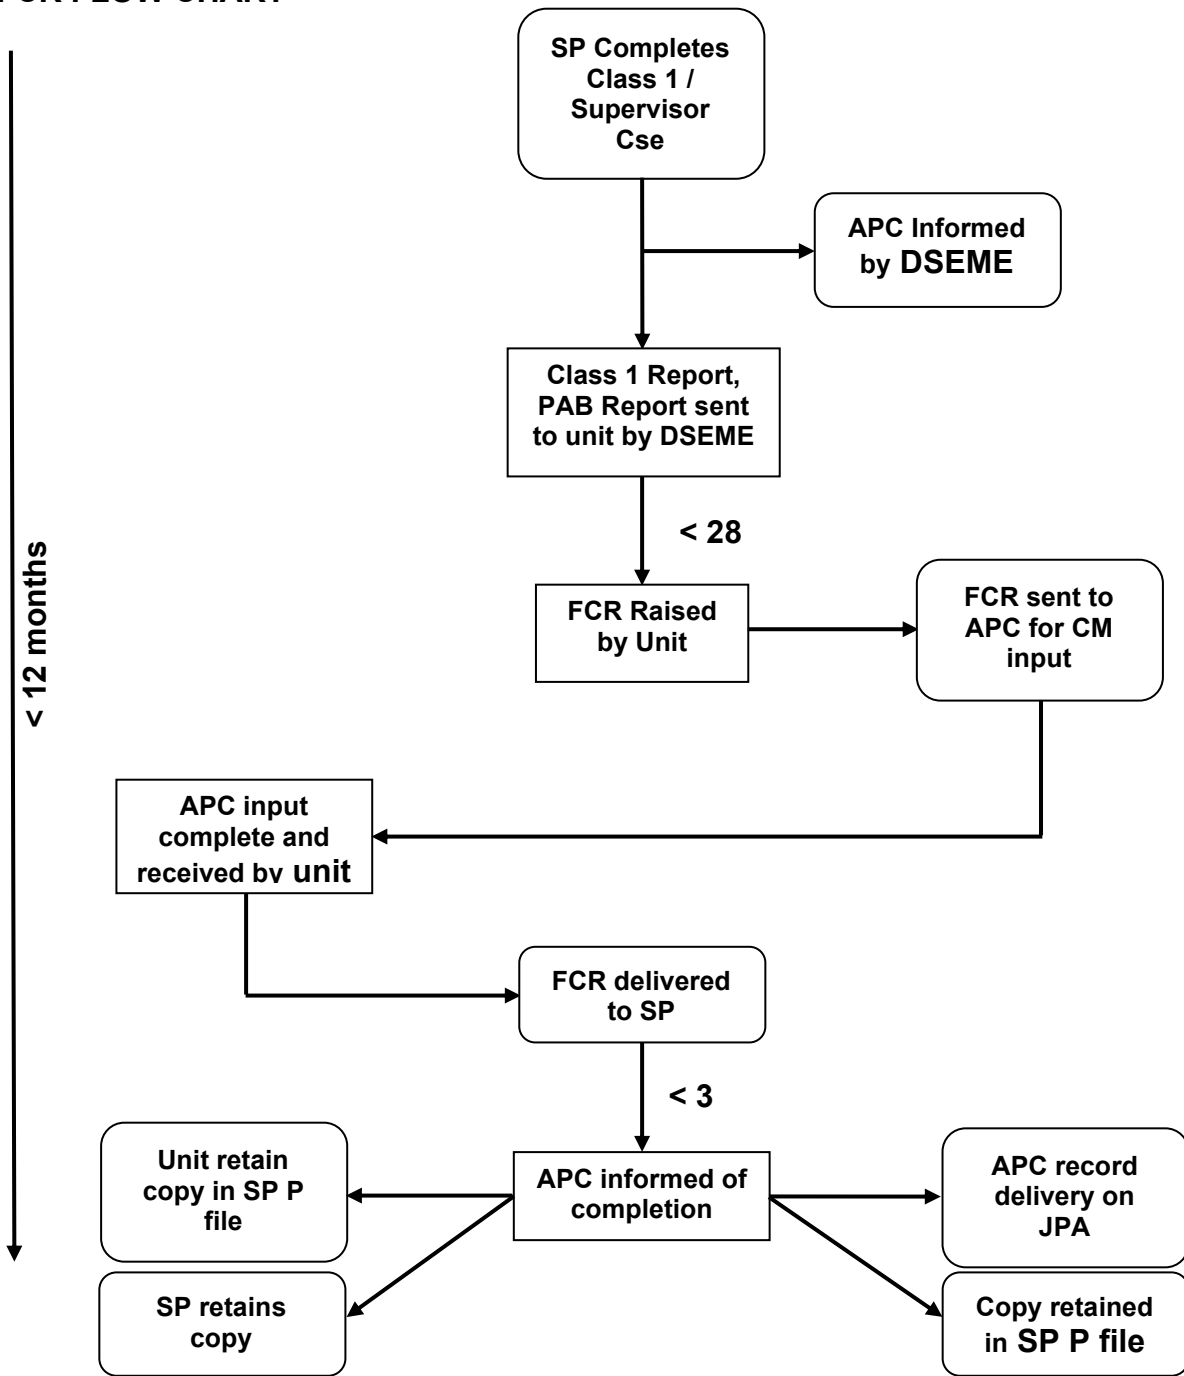 SP Completes
Class 1 /
Supervisor
Cse
APC Informed
by DSEME
Class 1 Report,
PAB Report sent
to unit by DSEME
< 28
FCR Raised
by Unit
FCR sent to
APC for CM
input
< 12 months
APC input
complete and
received by unit
FCR delivered
to SP
< 3
Unit retain
copy in SP P
file
APC informed of
completion
APC record
delivery on
JPA
SP retains
copy
Copy retained
in SP P file